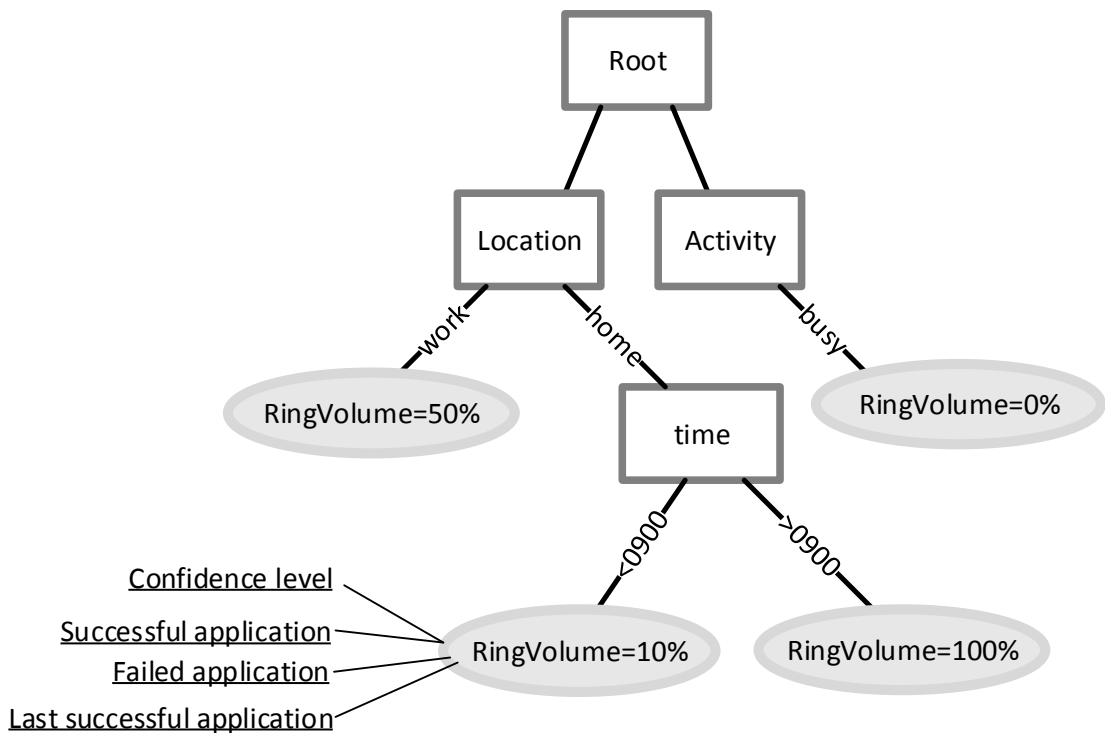 Root
Location
Activity
work
home
busy
RingVolume=50%
time
RingVolume=0%
<0900
>0900
Confidence level
Successful application
Failed application
Last successful application
RingVolume=10%
RingVolume=100%